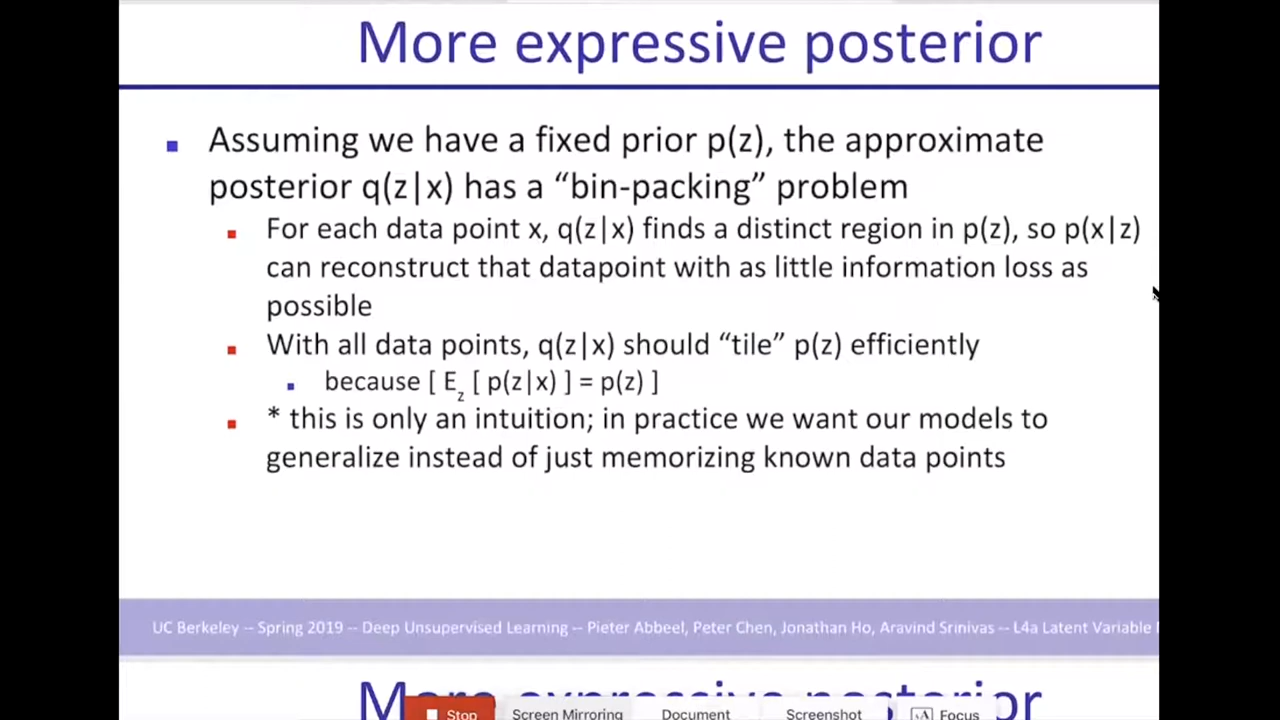 More expressive posterior
Assuming we have a fixed prior p(z), the approximate
posterior q(z|x) has a “bin-packing” problem
For each data point x, q(z|x) finds a distinct region in p(z), so p(x|z)
can reconstruct that datapoint with as little information loss as
possible
With all data points, q(z|x) should “tile” p(z) efficiently
because [ E_z [ p(z|x) ] = p(z) ]
* this is only an intuition; in practice we want our models to
generalize instead of just memorizing known data points
UC Berkeley -- Spring 2019 -- Deep Unsupervised Learning -- Pieter Abbeel, Peter Chen, Jonathan Ho, Aravind Srinivas -- L4a Latent Variable
More expressive posterior
Stop Screen Mirroring Document Screenshot Focus